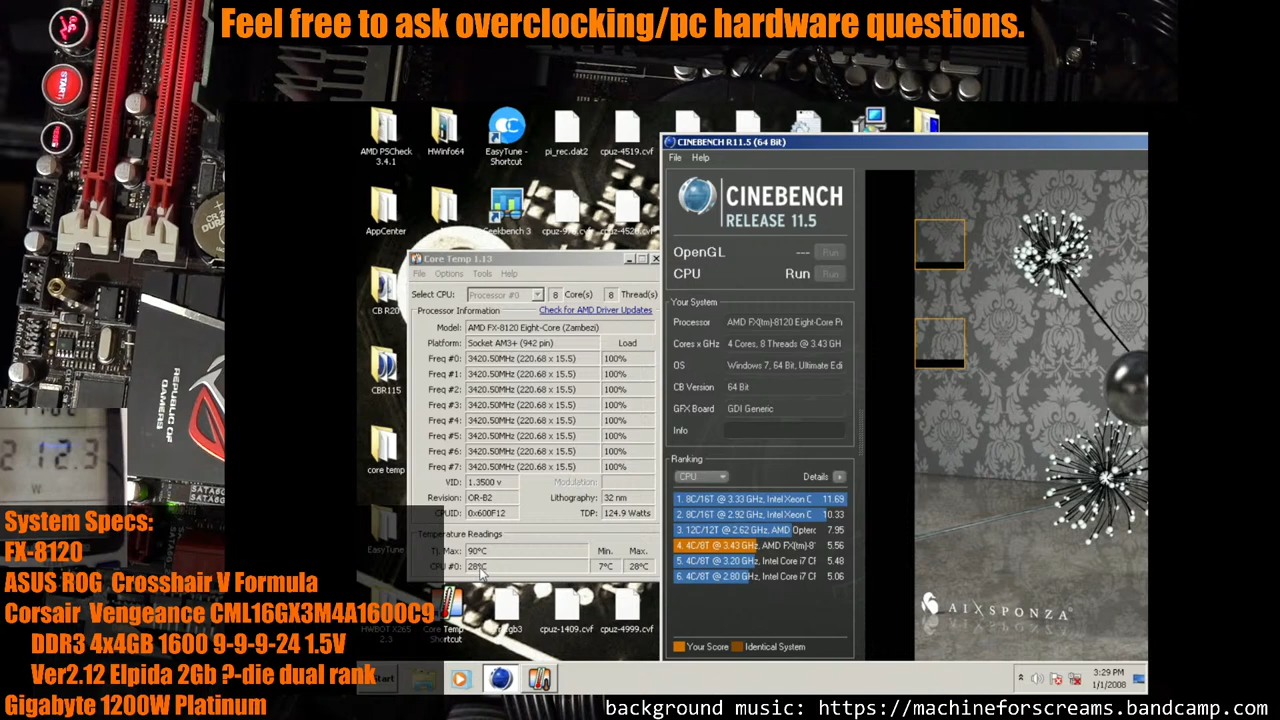 Feel free to ask overclocking/pc hardware questions.
START
REPUBLIC OF
GAMERS
212.3
W
System Specs:
FX-8120
ASUS ROG Crosshair V Formula
Corsair Vengeance CML16GX3M4A1600C9
DDR3 4x4GB 1600 9-9-9-24 1.5V
Ver2.12 Elpida 2Gb ?-die dual rank
Gigabyte 1200W Platinum
AMD PSCheck
3.4.1
HWInfo64
EasyTune -
Shortcut
pi_rec.dat2
cpuz-4519.cvf
AppCenter
Geekbench 3
CB R20
CBR115
core temp
EasyTune
Core Temp
Shortcut
cpuz-1409.cvf
cpuz-4999.cvf
Core Temp 1.13
File Options Tools Help
Select CPU: Processor #0 8 Core(s) 8 Thread(s)
Processor Information Check for AMD Driver Updates
Model: AMD FX-8120 Eight-Core (Zambezi)
Platform: Socket AM3+ (942 pin) Load
Freq #0: 3420.50MHz (220.68 x 15.5) 100%
Freq #1: 3420.50MHz (220.68 x 15.5) 100%
Freq #2: 3420.50MHz (220.68 x 15.5) 100%
Freq #3: 3420.50MHz (220.68 x 15.5) 100%
Freq #4: 3420.50MHz (220.68 x 15.5) 100%
Freq #5: 3420.50MHz (220.68 x 15.5) 100%
Freq #6: 3420.50MHz (220.68 x 15.5) 100%
Freq #7: 3420.50MHz (220.68 x 15.5) 100%
VID: 1.3500 v Modulation:
Revision: OR-B2 Lithography: 32 nm
CPUID: 0x600F12 TDP: 124.9 Watts
Temperature Readings
Tj. Max: 90°C Min. Max.
CPU #0: 28°C 7°C 28°C
CINEBENCH R11.5 (64 Bit)
File Help
CINEBENCH
RELEASE 11.5
OpenGL --- Run
CPU Run Run
Your System
Processor AMD FX(tm)-8120 Eight-Core Pr
Cores x GHz 4 Cores, 8 Threads @ 3.43 GH
OS Windows 7, 64 Bit, Ultimate Edi
CB Version 64 Bit
GFX Board GDI Generic
Info
Ranking
CPU Details
1. 8C/16T @ 3.33 GHz, Intel Xeon C 11.69
2. 8C/16T @ 2.92 GHz, Intel Xeon C 10.33
3. 12C/12T @ 2.62 GHz, AMD Opterc 7.95
4. 4C/8T @ 3.43 GHz, AMD FX(tm)-8 5.56
5. 4C/8T @ 3.20 GHz, Intel Core i7 CF 5.48
6. 4C/8T @ 2.80 GHz, Intel Core i7 CF 5.06
Your Score Identical System
AIXSPONZA
3:29 PM
1/1/2008
background music: https://machineforscreams.bandcamp.com